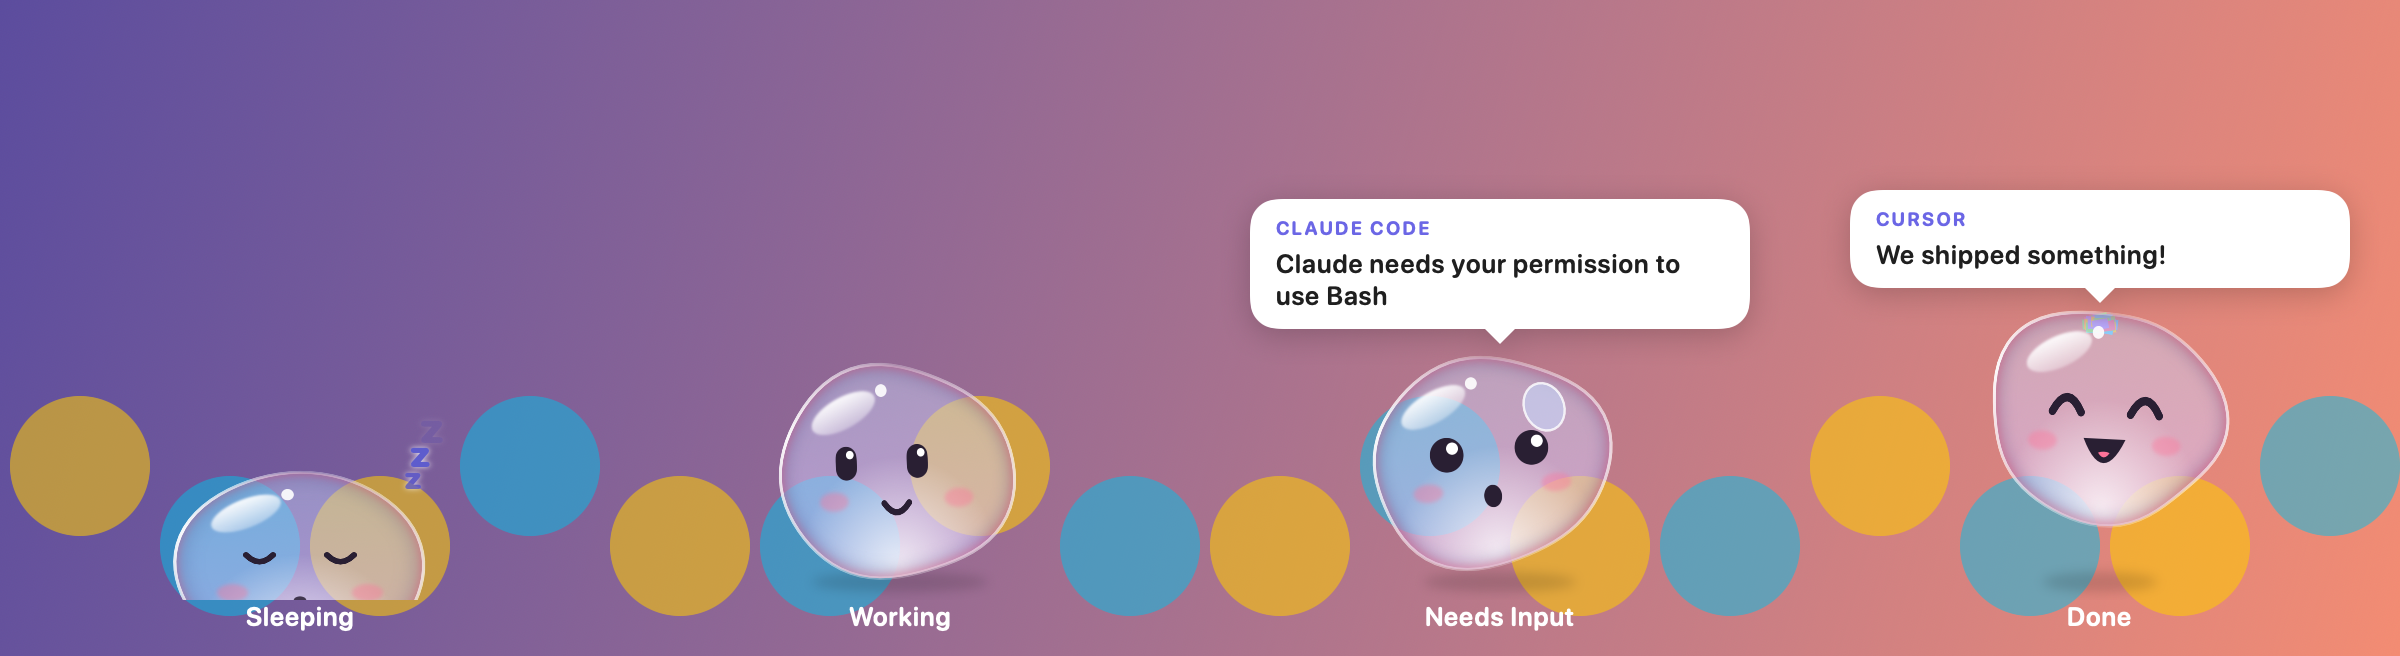 CLAUDE CODE
Claude needs your permission to
use Bash
CURSOR
We shipped something!
z
z
z
Sleeping
Working
Needs Input
Done